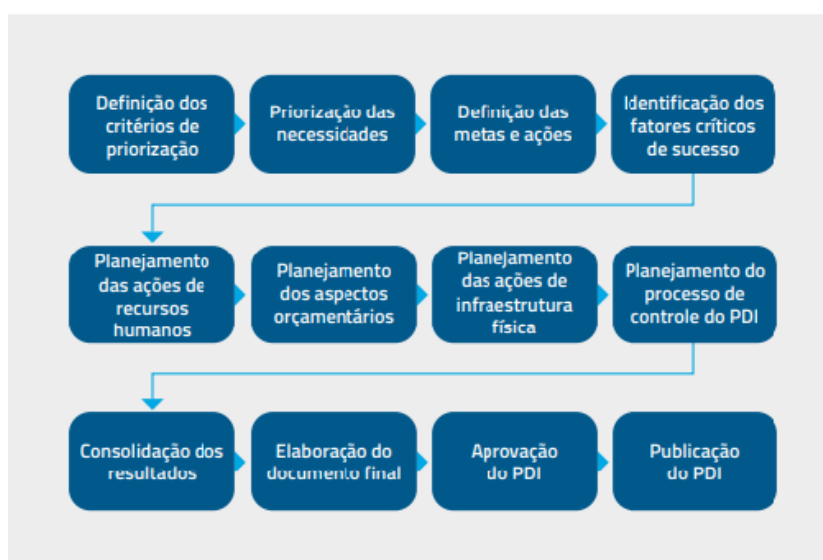 Definição dos
critérios de
priorização
Priorização das
necessidades
Definição das
metas e ações
Identificação dos
fatores críticos
de sucesso
Planejamento
das ações de
recursos
humanos
Planejamento
dos aspectos
orçamentários
Planejamento
das ações de
infraestrutura
física
Planejamento do
processo de
controle do PDI
Consolidação dos
resultados
Elaboração do
documento final
Aprovação
do PDI
Publicação
do PDI